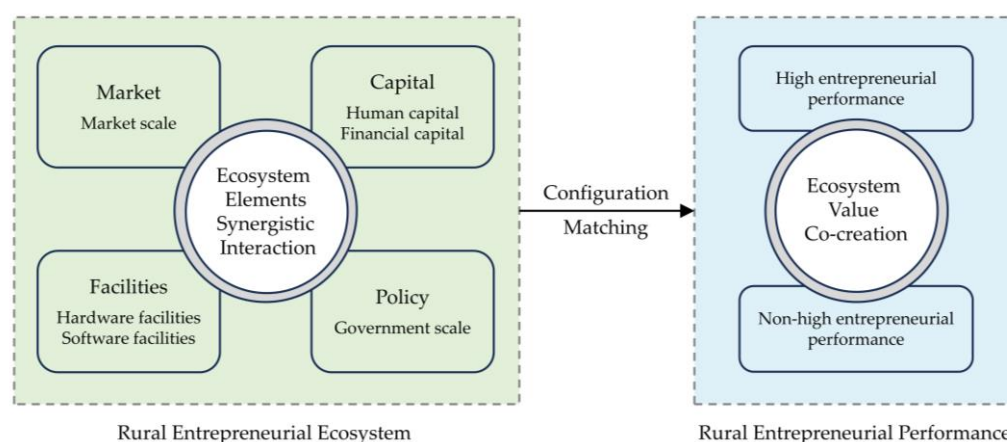 Market
Market scale
Capital
Human capital
Financial capital
Ecosystem
Elements
Synergistic
Interaction
Facilities
Hardware facilities
Software facilities
Policy
Government scale
Configuration
Matching
High entrepreneurial
performance
Ecosystem
Value
Co-creation
Non-high entrepreneurial
performance
Rural Entrepreneurial Ecosystem
Rural Entrepreneurial Performance